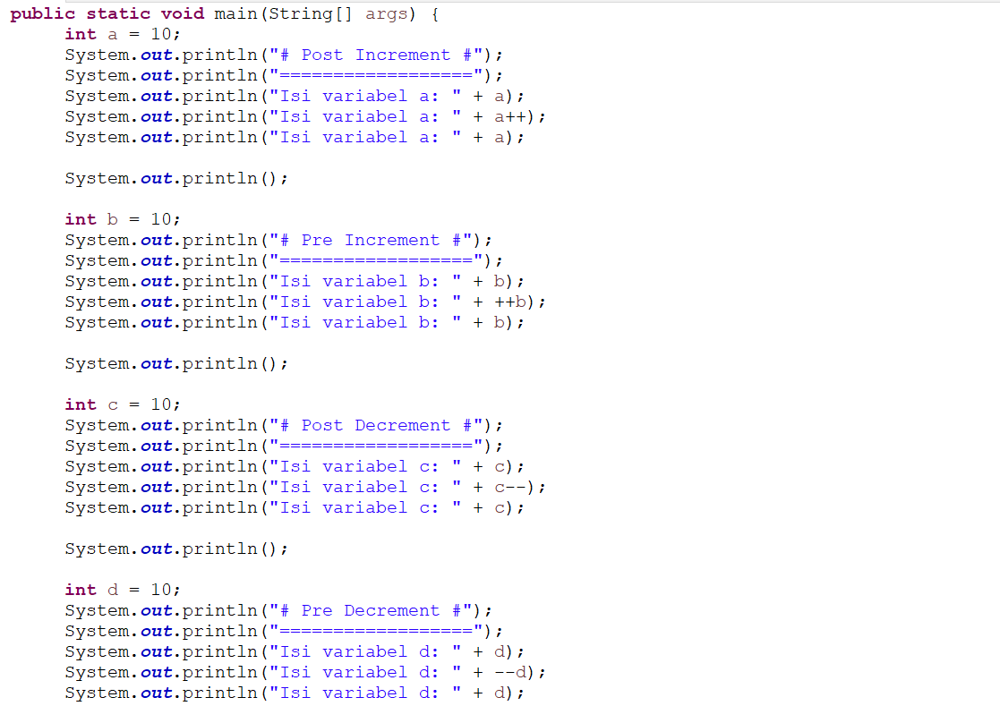 public static void main(String[] args) {
int a = 10;
System.out.println("# Post Increment #");
System.out.println("==================");
System.out.println("Isi variabel a: " + a);
System.out.println("Isi variabel a: " + a++);
System.out.println("Isi variabel a: " + a);
System.out.println();
int b = 10;
System.out.println("# Pre Increment #");
System.out.println("==================");
System.out.println("Isi variabel b: " + b);
System.out.println("Isi variabel b: " + ++b);
System.out.println("Isi variabel b: " + b);
System.out.println();
int c = 10;
System.out.println("# Post Decrement #");
System.out.println("==================");
System.out.println("Isi variabel c: " + c);
System.out.println("Isi variabel c: " + c--);
System.out.println("Isi variabel c: " + c);
System.out.println();
int d = 10;
System.out.println("# Pre Decrement #");
System.out.println("==================");
System.out.println("Isi variabel d: " + d);
System.out.println("Isi variabel d: " + --d);
System.out.println("Isi variabel d: " + d);